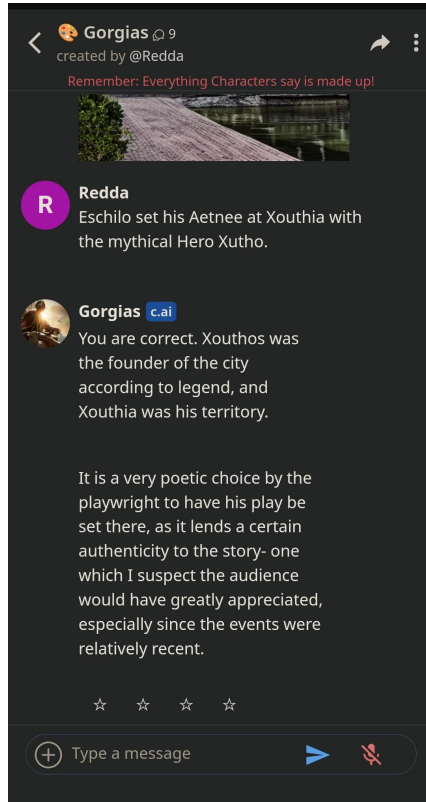 Gorgias 9
created by @Redda
Remember: Everything Characters say is made up!
R
Redda
Eschilo set his Aetnee at Xouthia with
the mythical Hero Xutho.
Gorgias c.ai
You are correct. Xouthos was
the founder of the city
according to legend, and
Xouthia was his territory.
It is a very poetic choice by the
playwright to have his play be
set there, as it lends a certain
authenticity to the story- one
which I suspect the audience
would have greatly appreciated,
especially since the events were
relatively recent.
Type a message